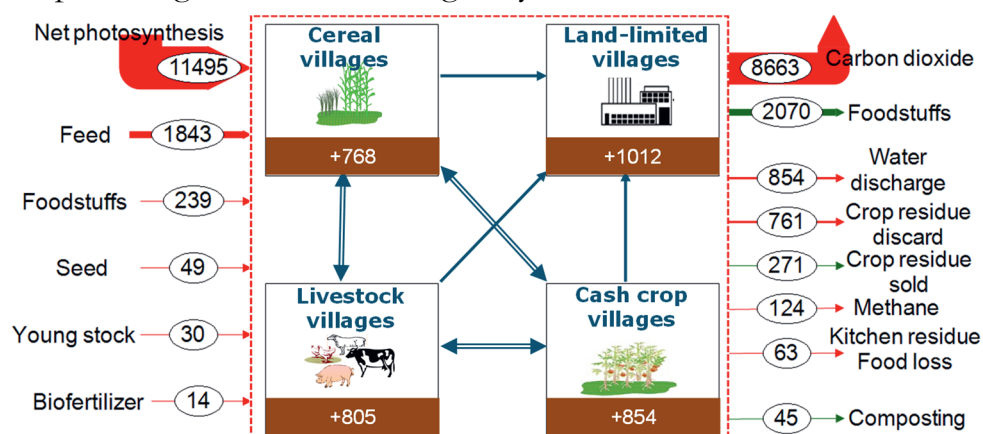 Net photosynthesis
11495
Feed
1843
Foodstuffs
239
Seed
49
Young stock
30
Biofertilizer
14
Cereal
villages
+768
Land-limited
villages
+1012
Livestock
villages
+805
Cash crop
villages
+854
8663
Carbon dioxide
2070
Foodstuffs
854
Water
discharge
761
Crop residue
discard
271
Crop residue
sold
124
Methane
63
Kitchen residue
Food loss
45
Composting